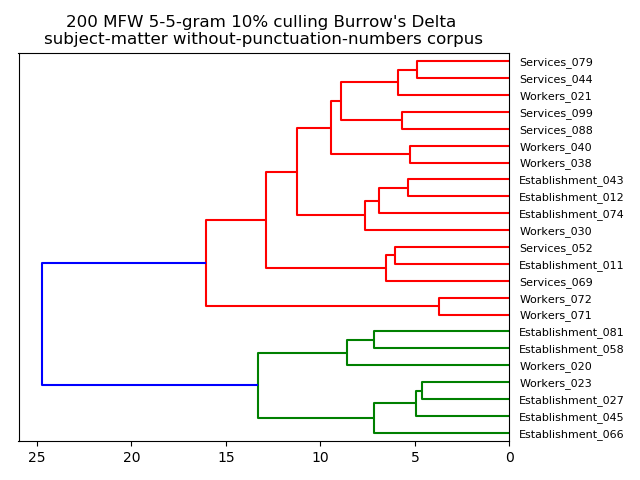 200 MFW 5-5-gram 10% culling Burrow's Delta
subject-matter without-punctuation-numbers corpus
Services_079
Services_044
Workers_021
Services_099
Services_088
Workers_040
Workers_038
Establishment_043
Establishment_012
Establishment_074
Workers_030
Services_052
Establishment_011
Services_069
Workers_072
Workers_071
Establishment_081
Establishment_058
Workers_020
Workers_023
Establishment_027
Establishment_045
Establishment_066
25 20 15 10 5 0